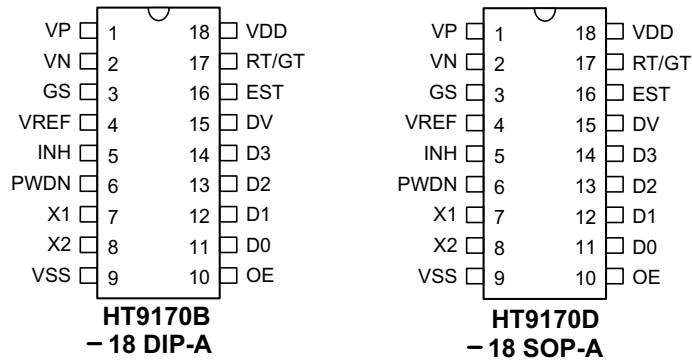 VP 1 18 VDD
VN 2 17 RT/GT
GS 3 16 EST
VREF 4 15 DV
INH 5 14 D3
PWDN 6 13 D2
X1 7 12 D1
X2 8 11 D0
VSS 9 10 OE
HT9170B
– 18 DIP-A
VP 1 18 VDD
VN 2 17 RT/GT
GS 3 16 EST
VREF 4 15 DV
INH 5 14 D3
PWDN 6 13 D2
X1 7 12 D1
X2 8 11 D0
VSS 9 10 OE
HT9170D
– 18 SOP-A